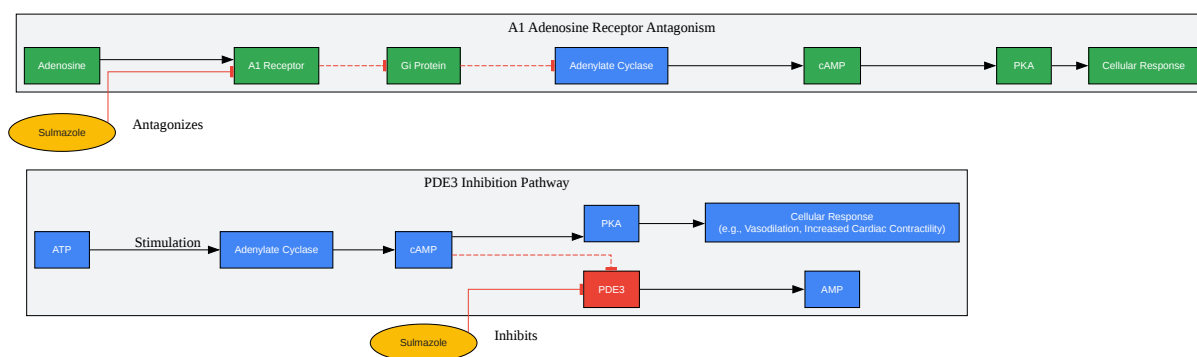 A1 Adenosine Receptor Antagonism
Adenosine
A1 Receptor
Gi Protein
Adenylate Cyclase
cAMP
PKA
Cellular Response
Sulmazole
Antagonizes
PDE3 Inhibition Pathway
ATP
Stimulation
Adenylate Cyclase
cAMP
PKA
Cellular Response
(e.g., Vasodilation, Increased Cardiac Contractility)
PDE3
AMP
Sulmazole
Inhibits